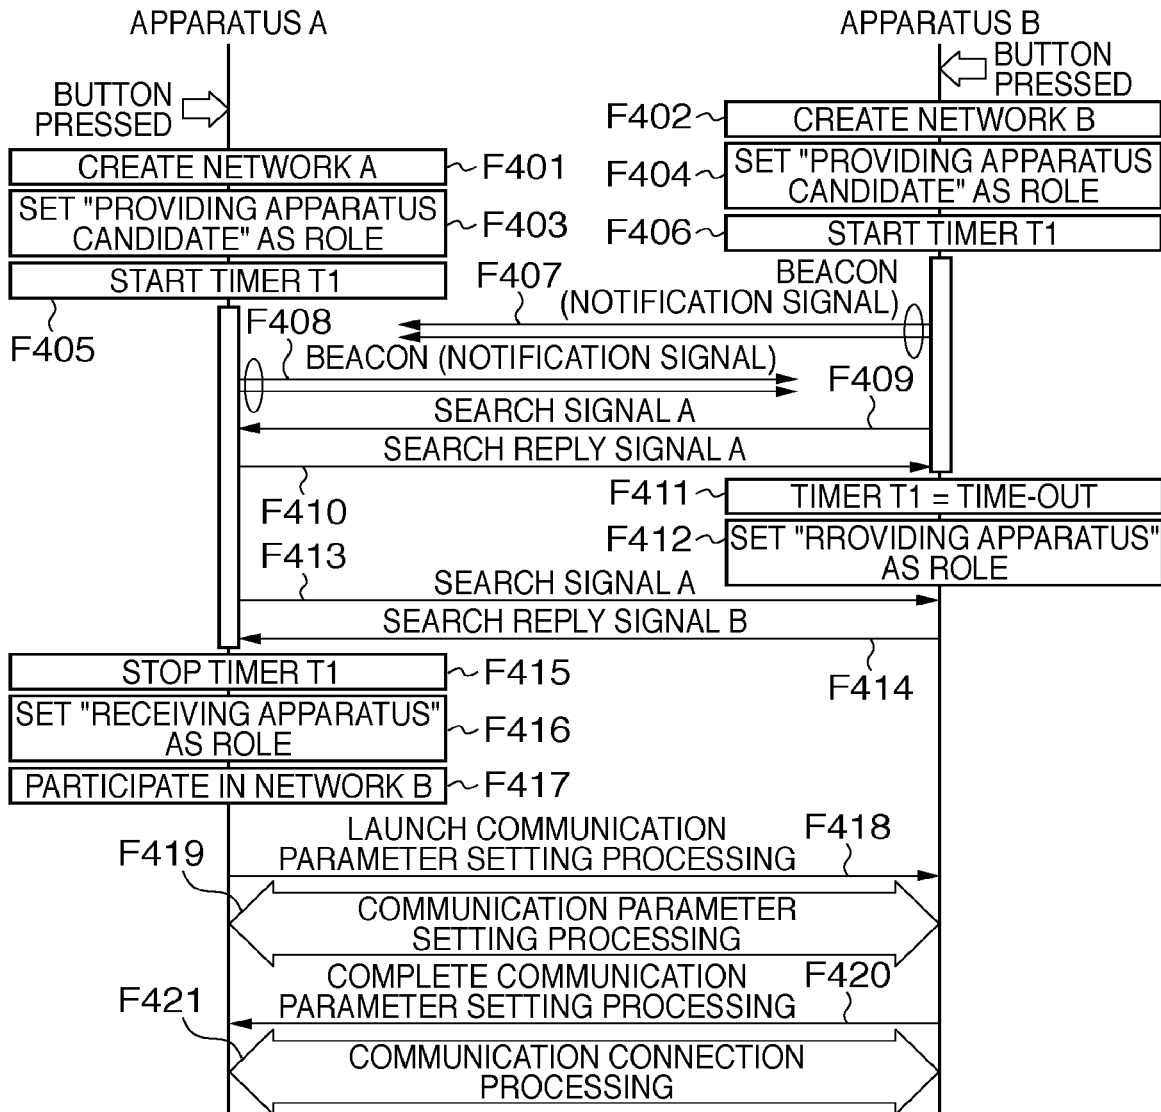 APPARATUS A
APPARATUS B
BUTTON
PRESSED
BUTTON
PRESSED
F402
CREATE NETWORK B
CREATE NETWORK A
F401
F404
SET "PROVIDING APPARATUS
CANDIDATE" AS ROLE
SET "PROVIDING APPARATUS
CANDIDATE" AS ROLE
F403
F406
START TIMER T1
START TIMER T1
F405
F407
BEACON
(NOTIFICATION SIGNAL)
F408
BEACON (NOTIFICATION SIGNAL)
F409
SEARCH SIGNAL A
SEARCH REPLY SIGNAL A
F410
F411
TIMER T1 = TIME-OUT
F412
SET "RROVIDING APPARATUS"
AS ROLE
F413
SEARCH SIGNAL A
SEARCH REPLY SIGNAL B
F414
STOP TIMER T1
F415
SET "RECEIVING APPARATUS"
AS ROLE
F416
PARTICIPATE IN NETWORK B
F417
LAUNCH COMMUNICATION
PARAMETER SETTING PROCESSING
F418
F419
COMMUNICATION PARAMETER
SETTING PROCESSING
COMPLETE COMMUNICATION
PARAMETER SETTING PROCESSING
F420
F421
COMMUNICATION CONNECTION
PROCESSING